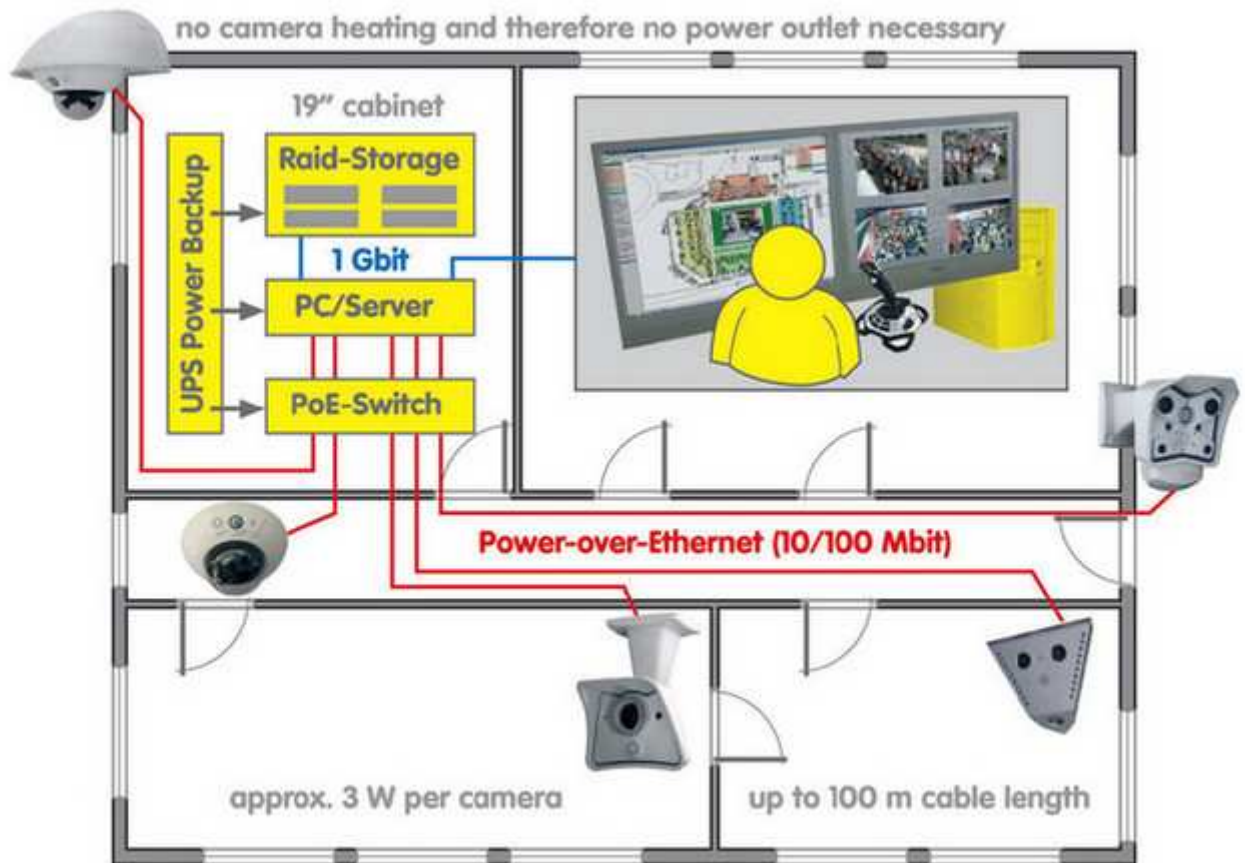 no camera heating and therefore no power outlet necessary
19" cabinet
Raid-Storage
UPS Power Backup
1 Gbit
PC/Server
PoE-Switch
Power-over-Ethernet (10/100 Mbit)
approx. 3 W per camera
up to 100 m cable length